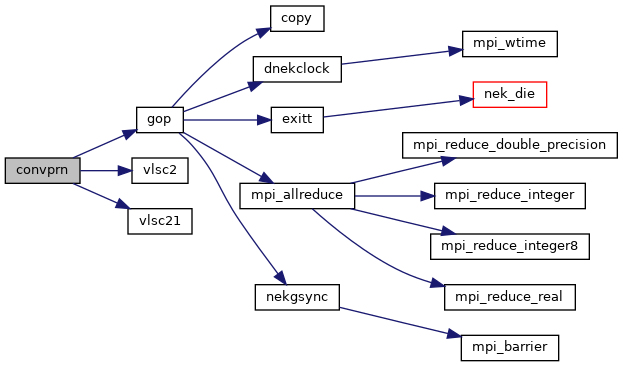 convprn
gop
vlsc2
vlsc21
copy
dnekclock
exitt
mpi_allreduce
nekgsync
mpi_wtime
nek_die
mpi_reduce_double_precision
mpi_reduce_integer
mpi_reduce_integer8
mpi_reduce_real
mpi_barrier